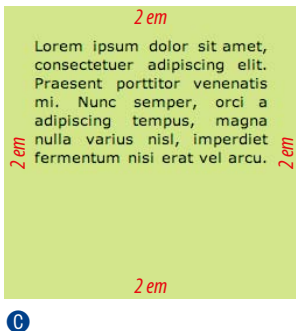 2 em
Lorem ipsum dolor sit amet,
consectetuer adipiscing elit.
Praesent porttitor venenatis
mi. Nunc semper, orci a
adipiscing tempus, magna
nulla varius nisl, imperdiet
fermentum nisi erat vel arcu.
2 em
2 em
2 em
C